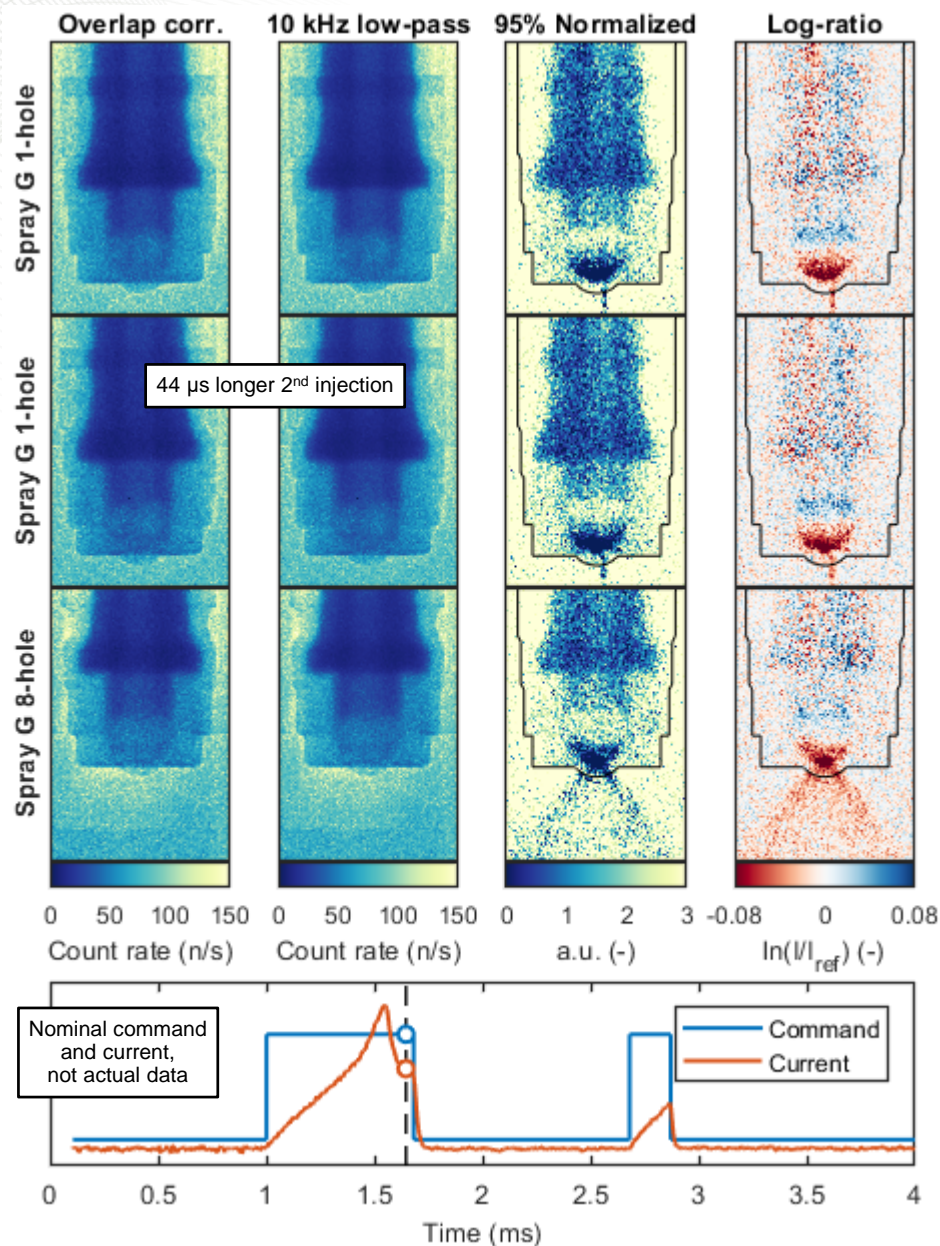 Overlap corr. 10 kHz low-pass 95% Normalized Log-ratio
Spray G 1-hole
44 µs longer 2nd injection
Spray G 1-hole
Spray G 8-hole
0 50 100 150 0 50 100 150 0 1 2 3 -0.08 0 0.08
Count rate (n/s) Count rate (n/s) a.u. (-) ln(I/Iref) (-)
Nominal command
and current,
not actual data
Command
Current
0 0.5 1 1.5 2 2.5 3 3.5 4
Time (ms)